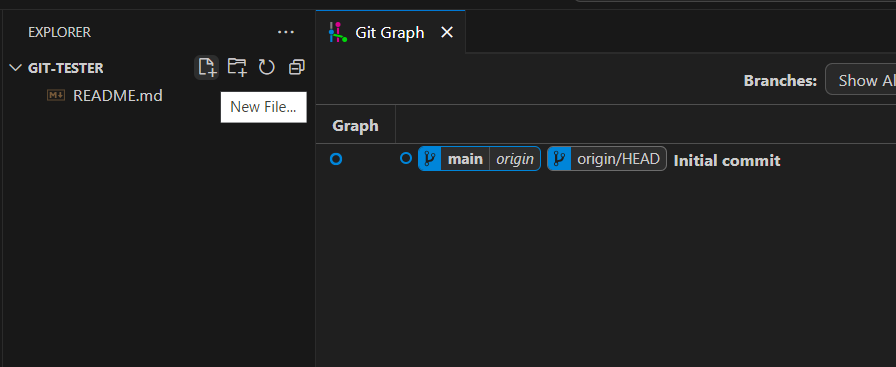 EXPLORER
GIT-TESTER
README.md
New File...
Git Graph
Branches: Show Al
Graph
main origin origin/HEAD Initial commit